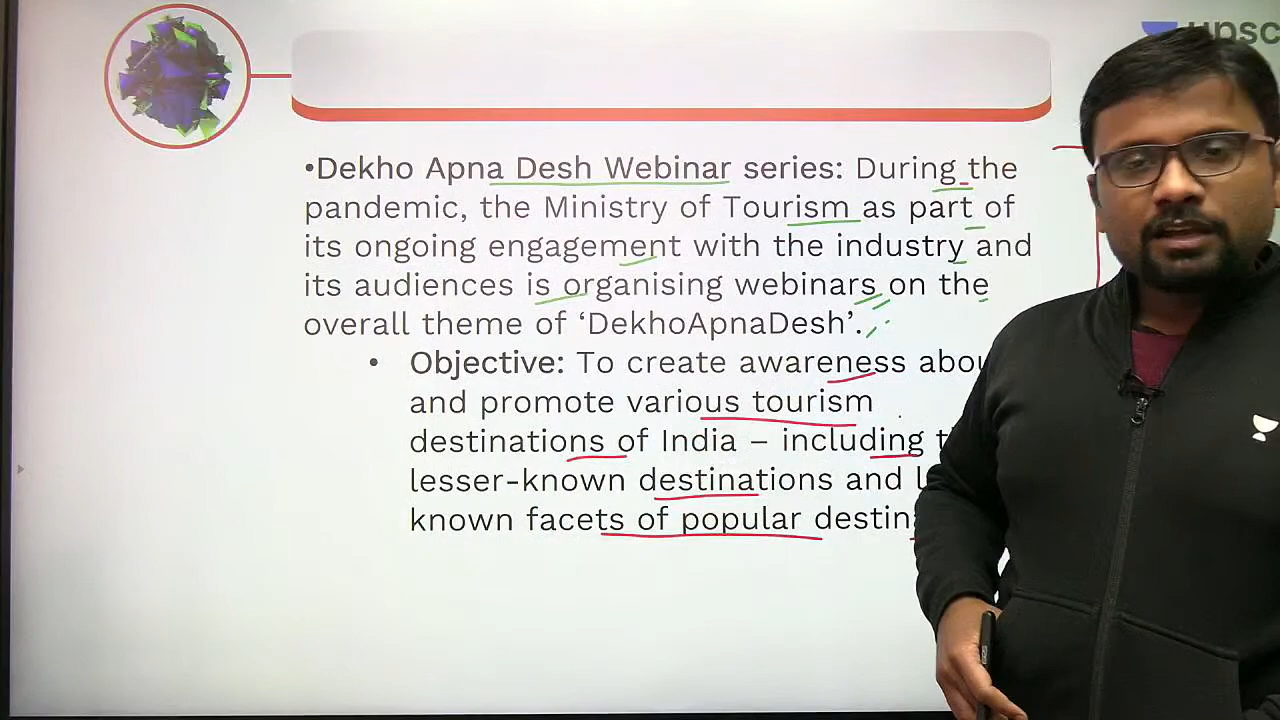 upsc
•Dekho Apna Desh Webinar series: During the
pandemic, the Ministry of Tourism as part of
its ongoing engagement with the industry and
its audiences is organising webinars on the
overall theme of ‘DekhoApnaDesh’.
• Objective: To create awareness
and promote various tourism
destinations of India – including
lesser-known destinations and
known facets of popular